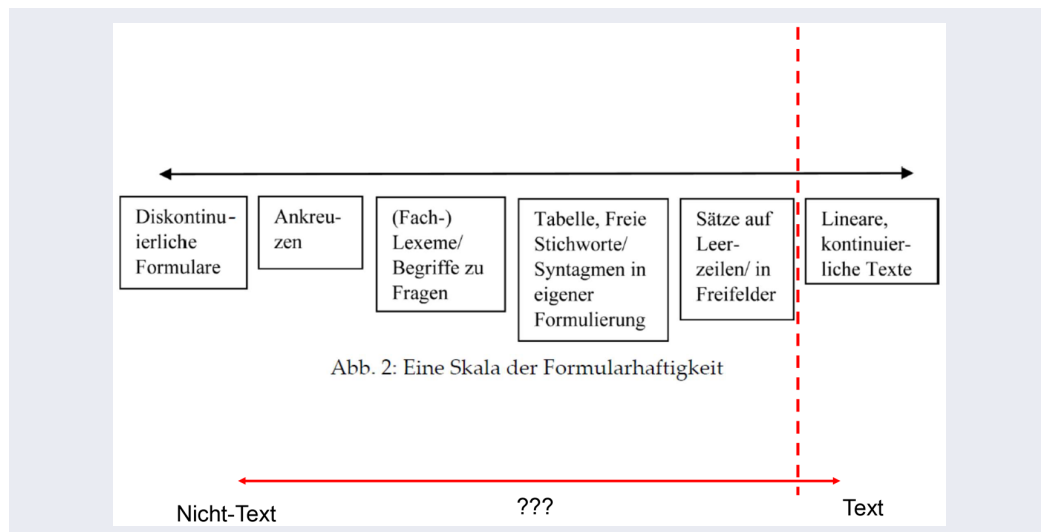 Diskontinu-
ierliche
Formulare
Ankreu-
zen
(Fach-)
Lexeme/
Begriffe zu
Fragen
Tabelle, Freie
Stichworte/
Syntagmen in
eigener
Formulierung
Sätze auf
Leer-
zeilen/ in
Freifelder
Lineare,
kontinuier-
liche Texte
Abb. 2: Eine Skala der Formularhaftigkeit
Nicht-Text
???
Text